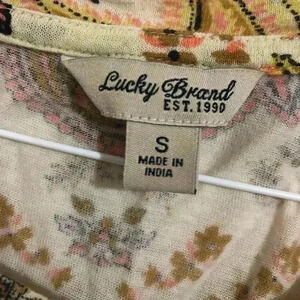 Lucky Brand
EST. 1990
S
MADE IN
INDIA